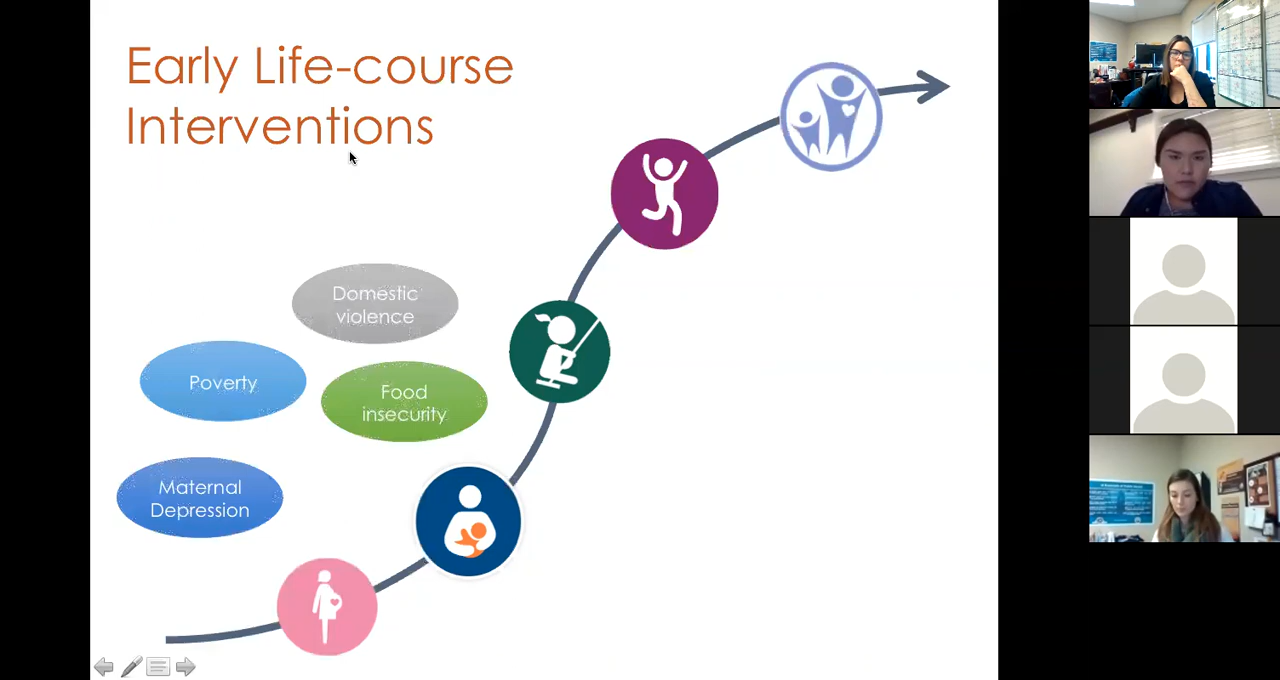 Early Life-course
Interventions
Domestic
violence
Poverty
Food
insecurity
Maternal
Depression